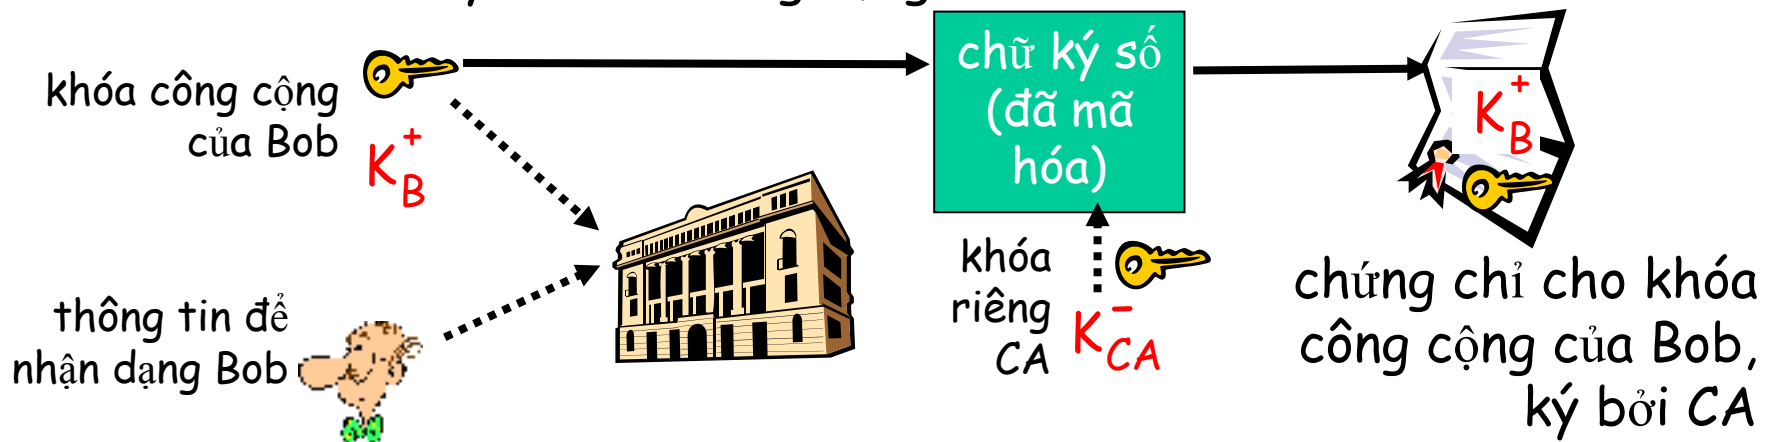 khóa công cộng
của Bob
K+B
thông tin để
nhận dạng Bob
chữ ký số
(đã mã
hóa)
khóa
riêng
CA
K-CA
K+B
chứng chỉ cho khóa
công cộng của Bob,
ký bởi CA